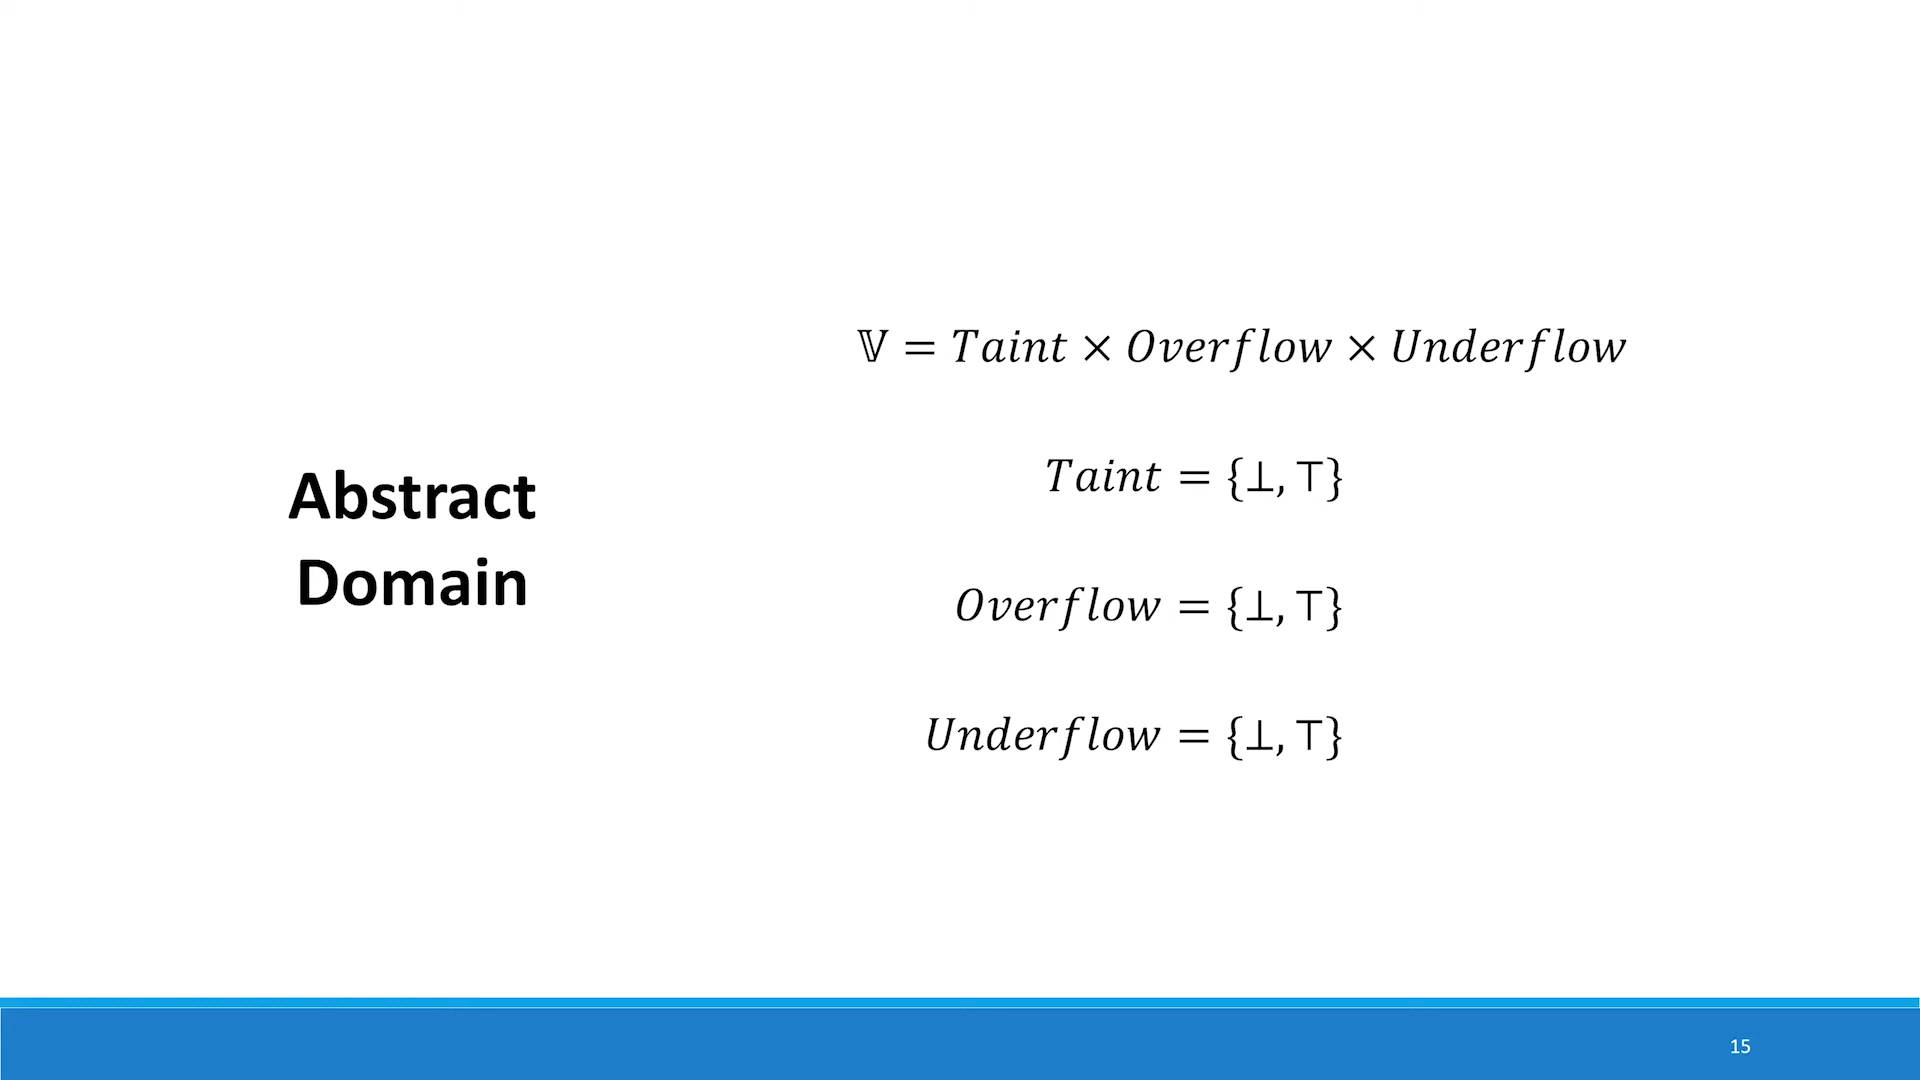 Abstract
Domain
𝕍 = Taint × Overflow × Underflow
Taint = {⊥, ⊤}
Overflow = {⊥, ⊤}
Underflow = {⊥, ⊤}
15